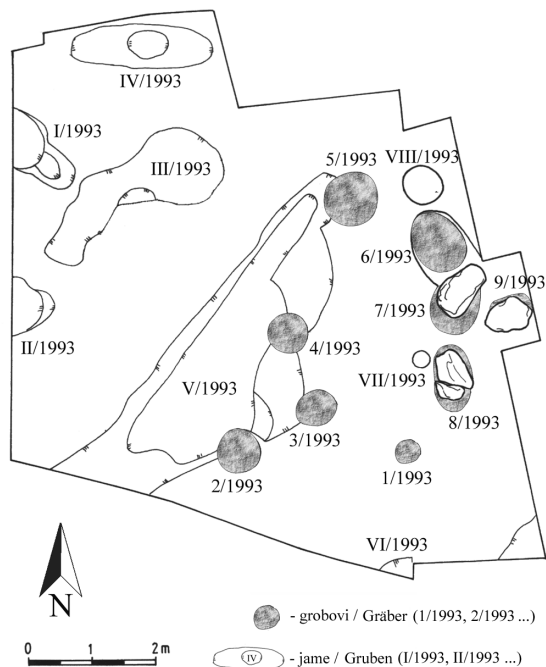 IV/1993
I/1993
III/1993
5/1993
VIII/1993
6/1993
9/1993
7/1993
II/1993
4/1993
V/1993
VII/1993
3/1993
8/1993
2/1993
1/1993
VI/1993
N
- grobovi / Gräber (1/1993, 2/1993 ...)
0 1 2 m
IV - jame / Gruben (I/1993, II/1993 ...)